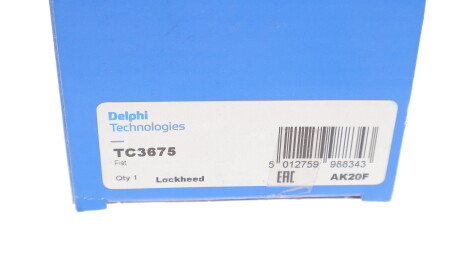 Delphi
Technologies
TC3675
Fiat
Qty 1 Lockheed
5 012759 988343
EAC AK20F